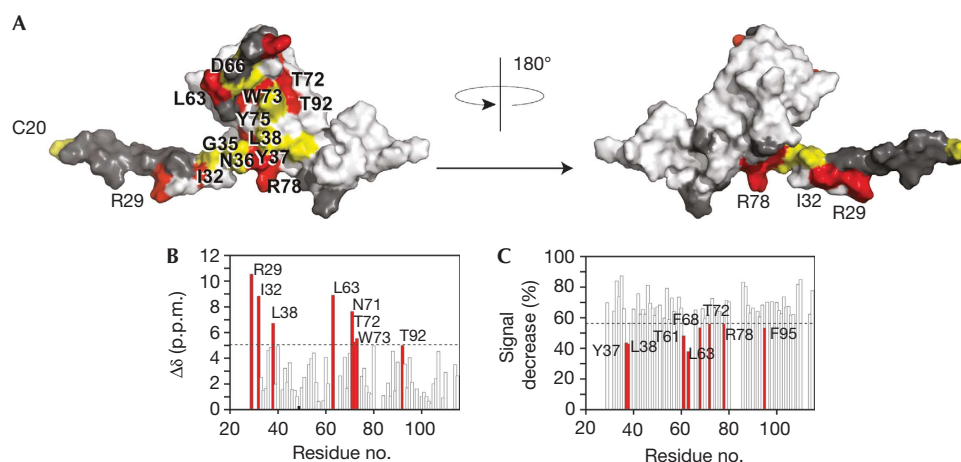 A
D66
T72
L63
W73
T92
180°
C20
Y75
G35
L38
N36
Y37
I32
R78
R29
R78
I32
R29
B
Δδ (p.p.m.)
12
10
8
6
4
2
0
R29
I32
L38
L63
N71
T72
W73
T92
20
40
60
80
100
Residue no.
C
Signal
decrease (%)
100
80
60
40
20
0
Y37
L38
T61
F68
L63
T72
R78
F95
20
40
60
80
100
Residue no.